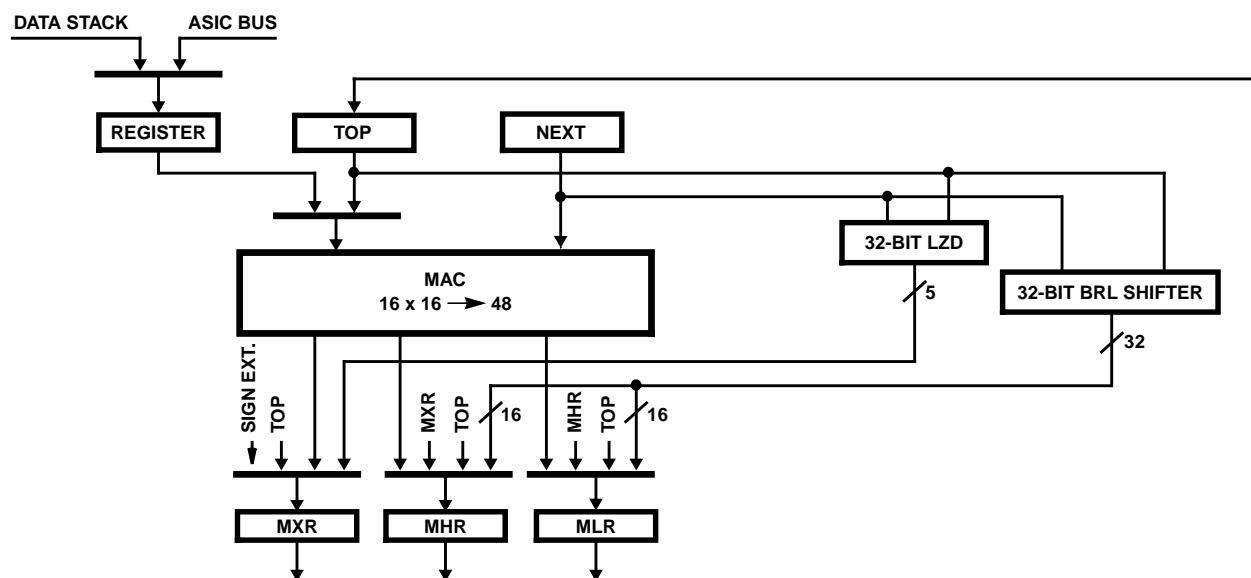 DATA STACK
ASIC BUS
REGISTER
TOP
NEXT
32-BIT LZD
MAC
16 x 16 → 48
5
32-BIT BRL SHIFTER
32
SIGN EXT.
TOP
MXR
TOP
16
MHR
TOP
16
MXR
MHR
MLR